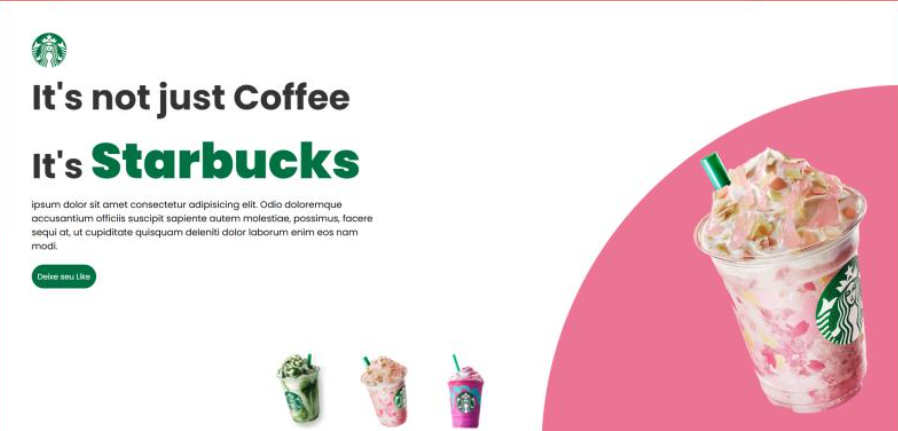 It's not just Coffee
It's Starbucks
ipsum dolor sit amet consectetur adipisicing elit. Odio doloremque
accusantium officiis suscipit sapiente autem molestiae, possimus, facere
sequi at, ut cupiditate quisquam deleniti dolor laborum enim eos nam
modi.
Deixe seu Like